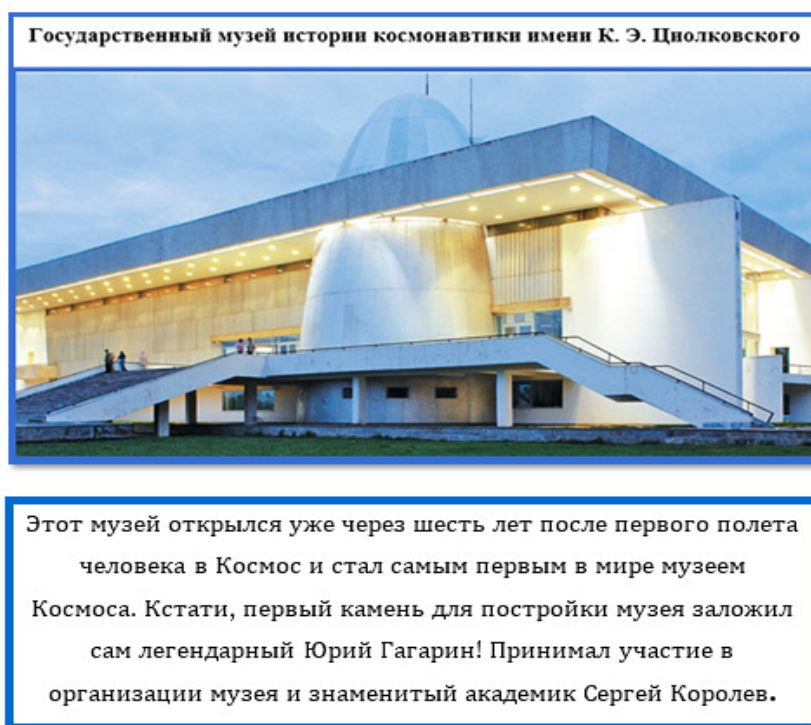 Государственный музей истории космонавтики имени К. Э. Циолковского
Этот музей открылся уже через шесть лет после первого полета
человека в Космос и стал самым первым в мире музеем
Космоса. Кстати, первый камень для постройки музея заложил
сам легендарный Юрий Гагарин! Принимал участие в
организации музея и знаменитый академик Сергей Королев.